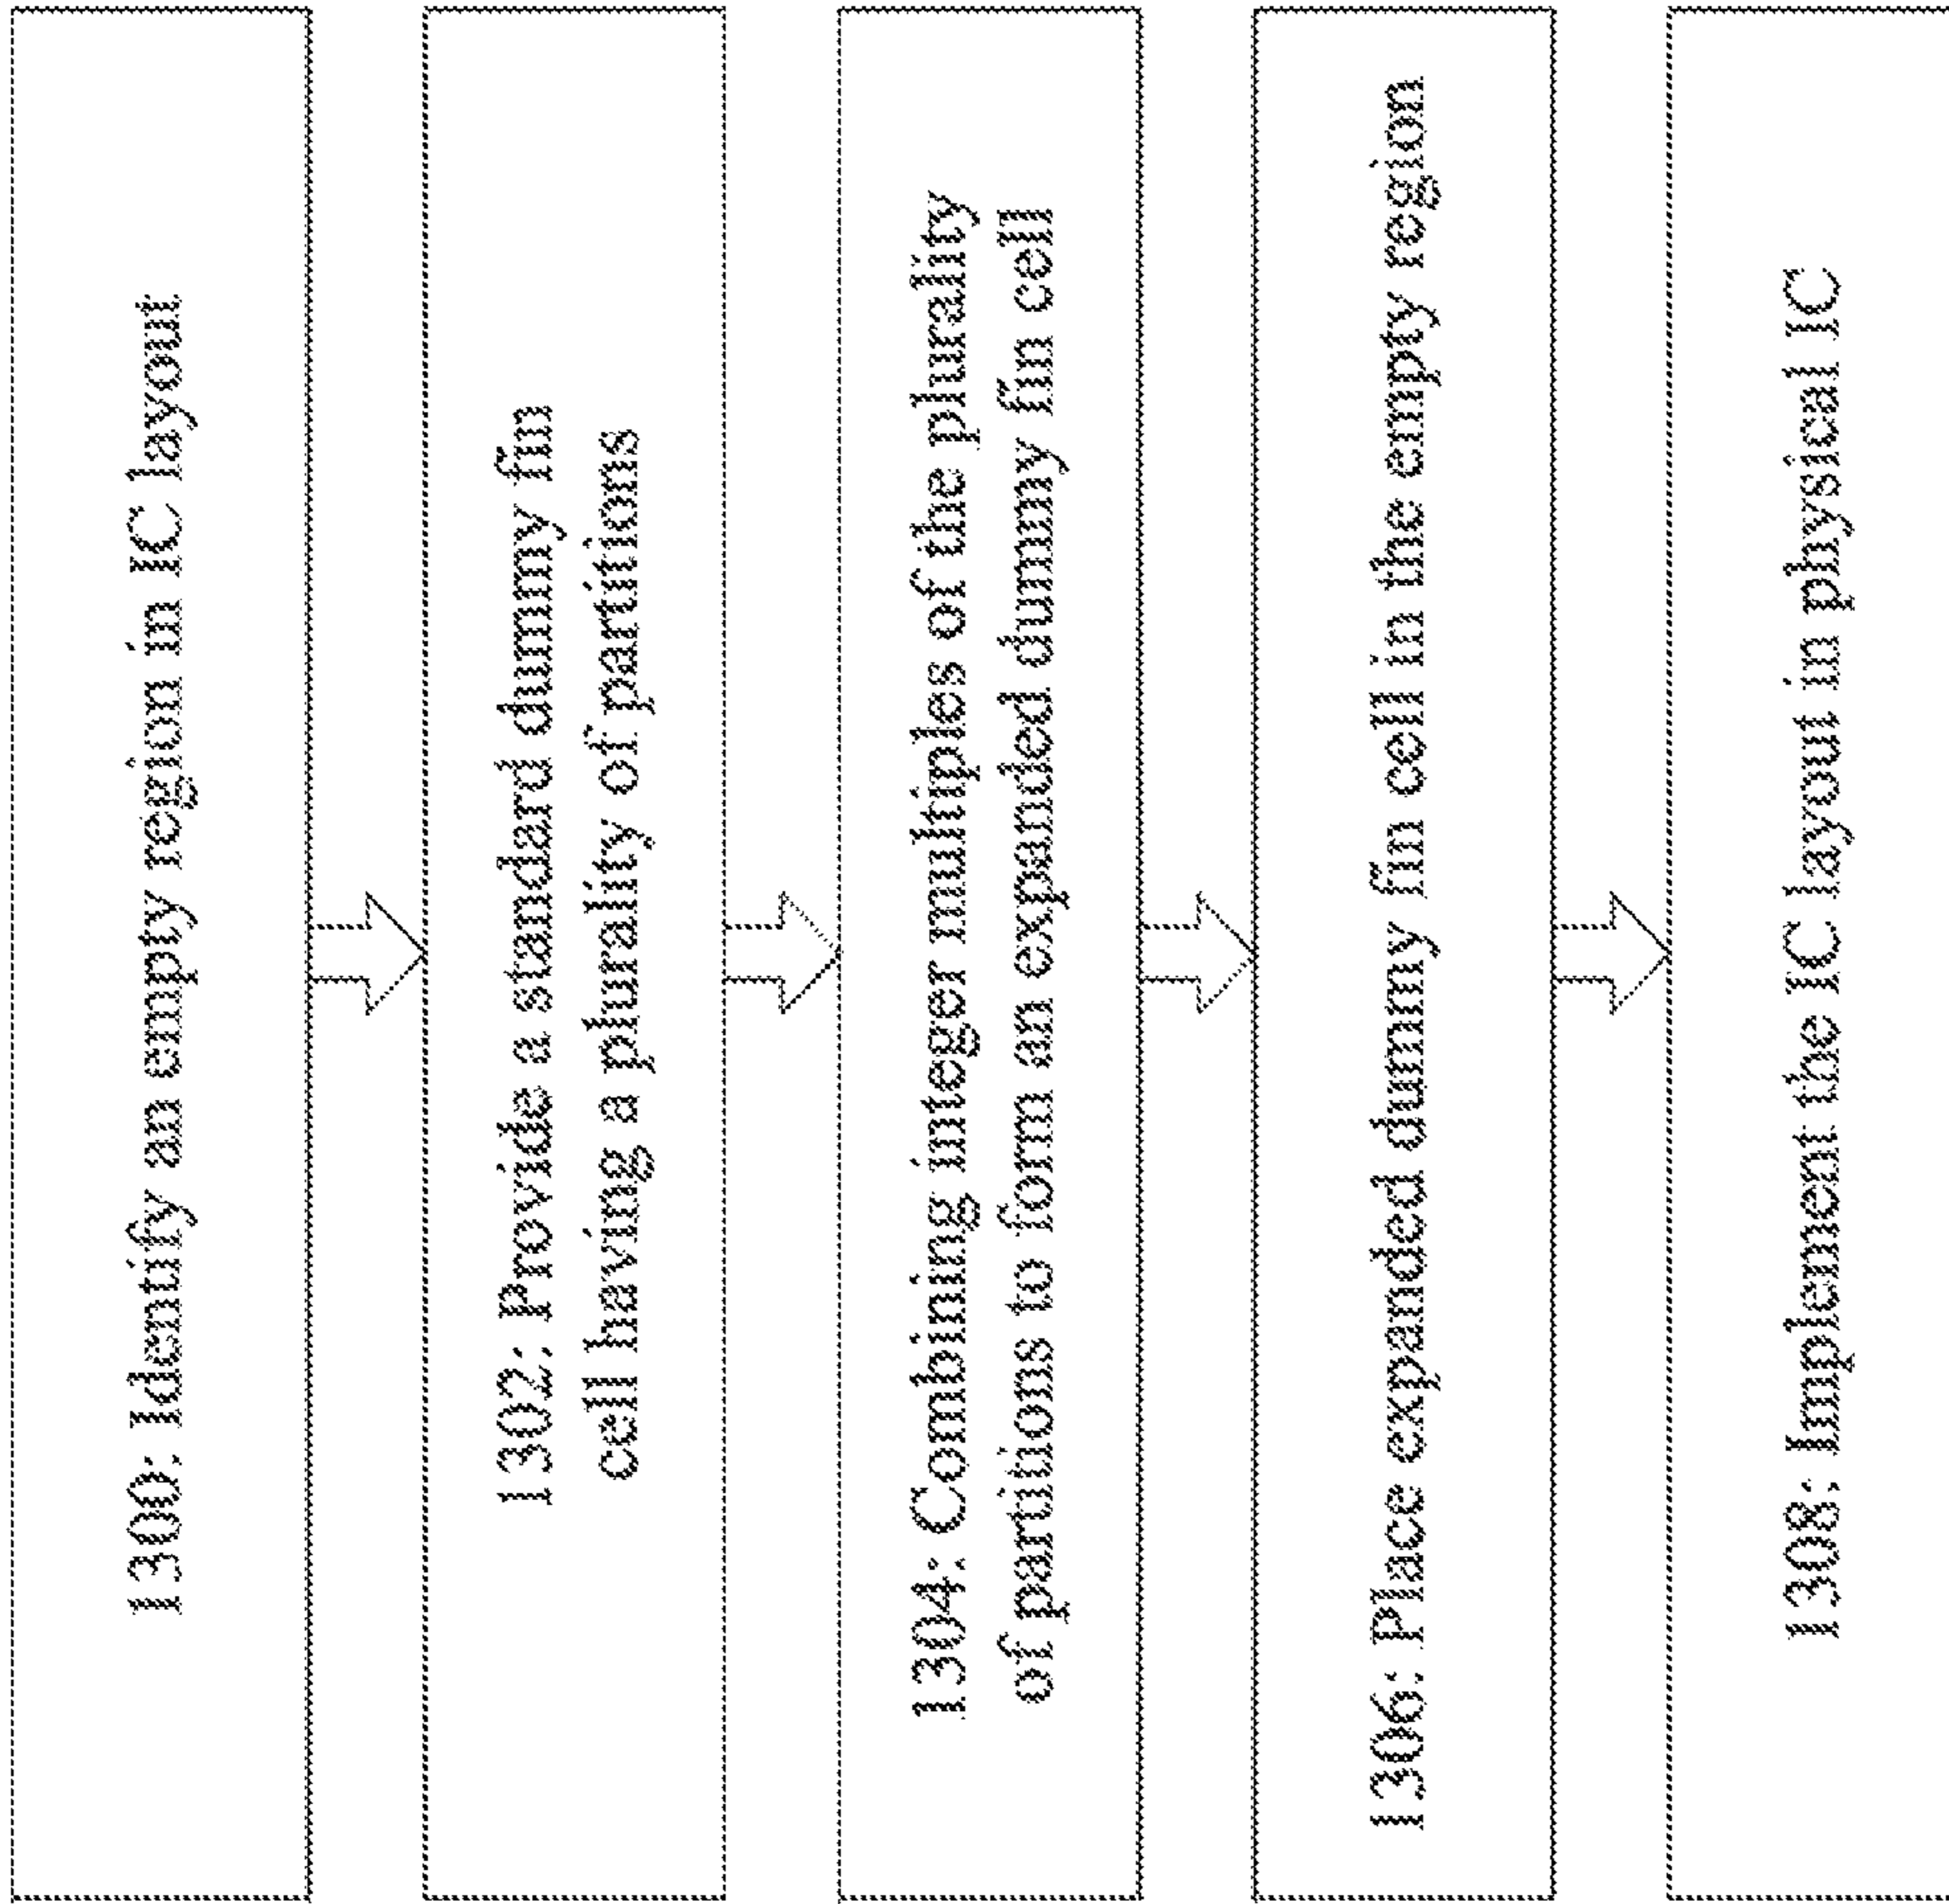 1300: Identify an empty region in IC layout
1302: Provide a standard dummy fin
cell having a plurality of partitions
1304: Combining integer multiples of the plurality
of partitions to form an expanded dummy fin cell
1306: Place expanded dummy fin cell in the empty region
1308: Implement the IC layout in physical IC